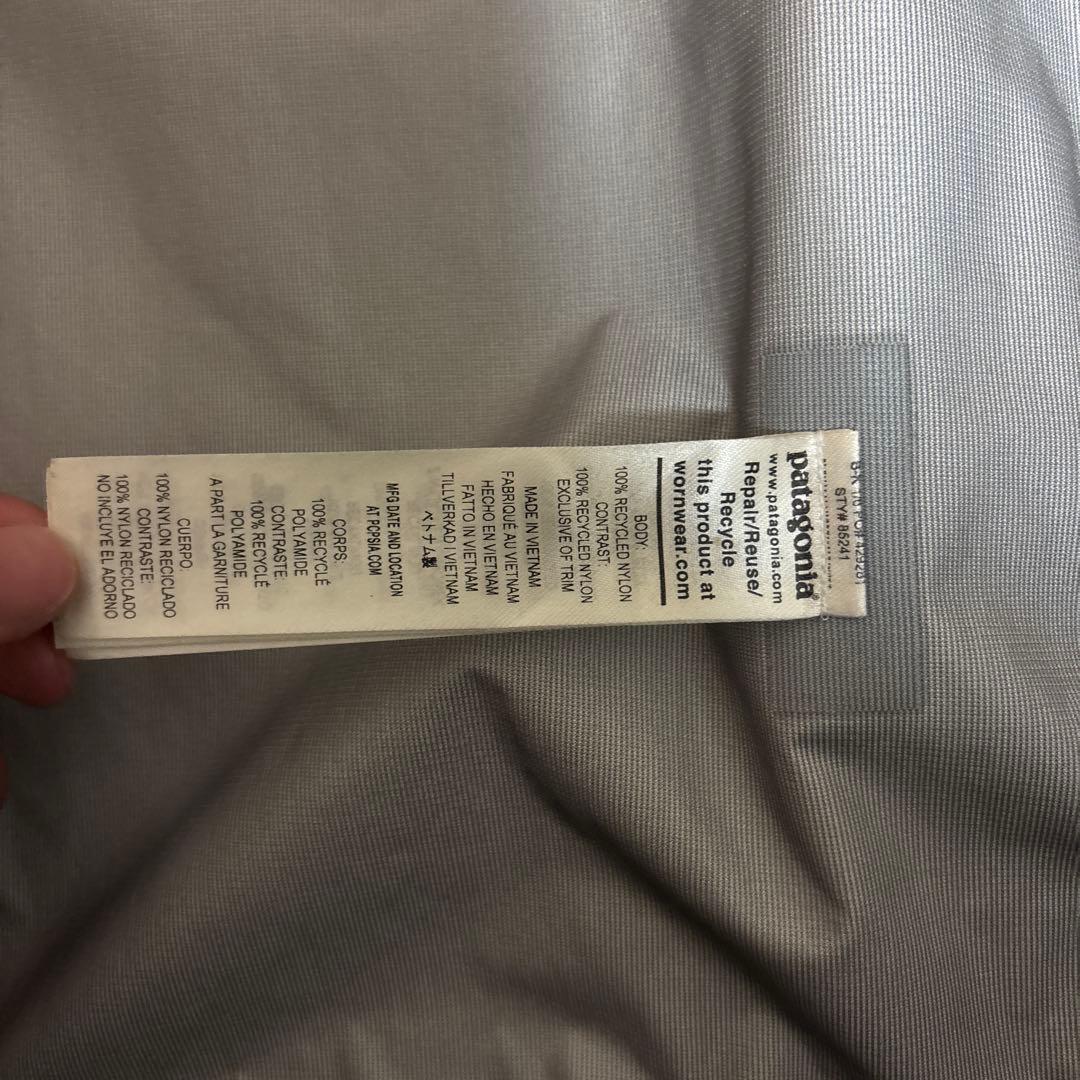 STY# 85241
patagonia®
www.patagonia.com
Repair/Reuse/
Recycle
this product at
wornwear.com
BODY:
100% RECYCLED NYLON
CONTRAST:
100% RECYCLED NYLON
EXCLUSIVE OF TRIM
MADE IN VIETNAM
FABRIQUÉ AU VIETNAM
HECHO EN VIETNAM
FATTO IN VIETNAM
TILLVERKAD I VIETNAM
ベトナム製
MFG DATE AND LOCATION
AT POPSIA.COM
CORPS:
100% RECYCLÉ
POLYAMIDE
CONTRASTE:
100% RECYCLÉ
POLYAMIDE
A PART LA GARNITURE
CUERPO,
100% NYLON RECICLADO
CONTRASTE:
100% NYLON RECICLADO
NO INCLUYE EL ADORNO